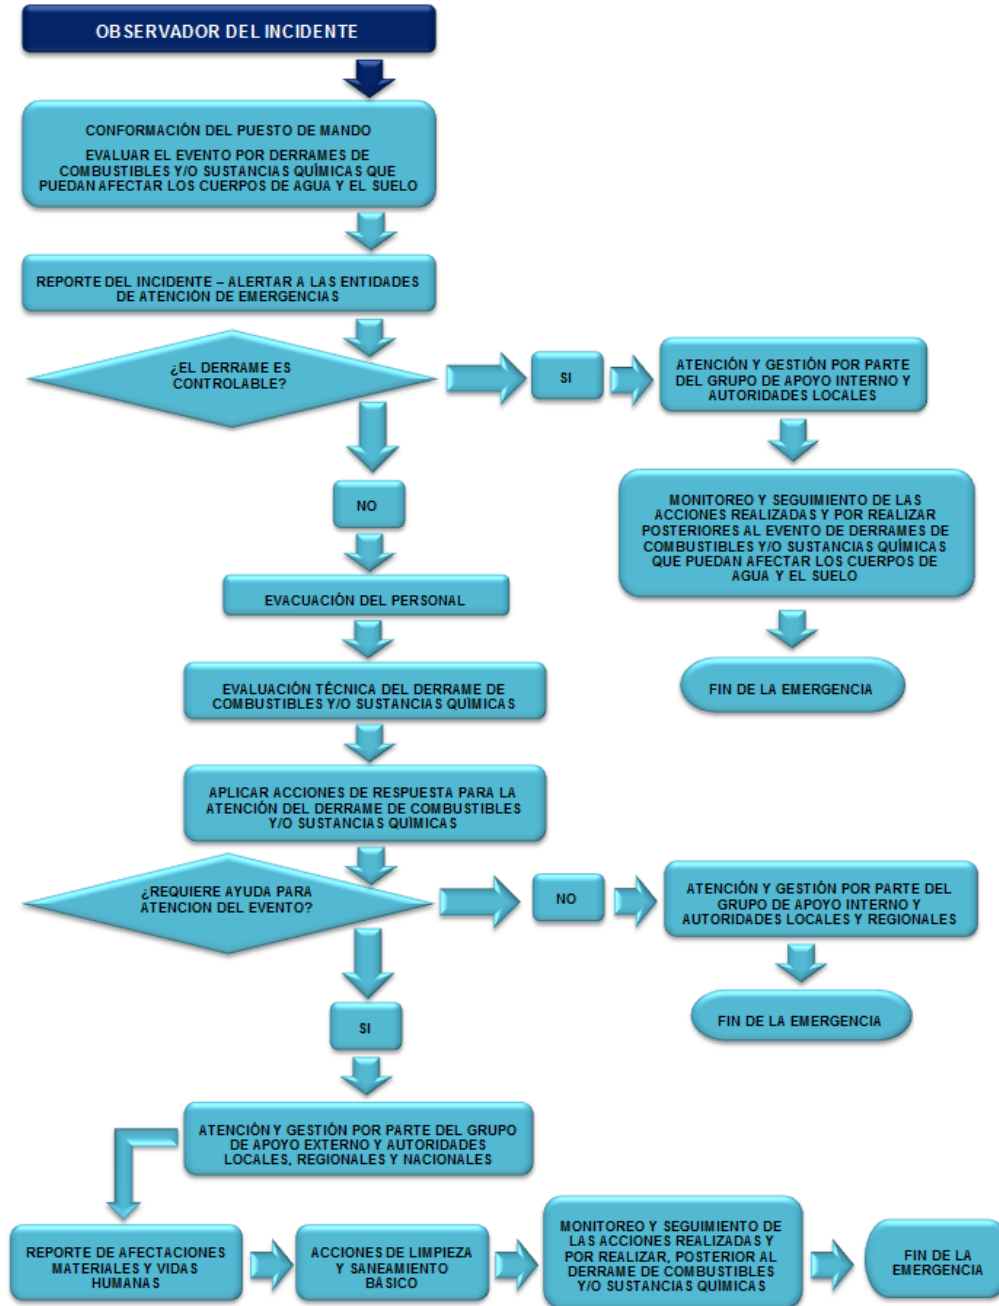 OBSERVADOR DEL INCIDENTE
CONFORMACIÓN DEL PUESTO DE MANDO
EVALUAR EL EVENTO POR DERRAMES DE
COMBUSTIBLES Y/O SUSTANCIAS QUÍMICAS QUE
PUEDAN AFECTAR LOS CUERPOS DE AGUA Y EL SUELO
REPORTE DEL INCIDENTE – ALERTAR A LAS ENTIDADES
DE ATENCIÓN DE EMERGENCIAS
¿EL DERRAME ES
CONTROLABLE?
SI
ATENCIÓN Y GESTIÓN POR PARTE
DEL GRUPO DE APOYO INTERNO Y
AUTORIDADES LOCALES
MONITOREO Y SEGUIMIENTO DE LAS
ACCIONES REALIZADAS Y POR REALIZAR
POSTERIORES AL EVENTO DE DERRAMES DE
COMBUSTIBLES Y/O SUSTANCIAS QUÍMICAS
QUE PUEDAN AFECTAR LOS CUERPOS DE
AGUA Y EL SUELO
FIN DE LA EMERGENCIA
NO
EVACUACIÓN DEL PERSONAL
EVALUACIÓN TÉCNICA DEL DERRAME DE
COMBUSTIBLES Y/O SUSTANCIAS QUÍMICAS
APLICAR ACCIONES DE RESPUESTA PARA LA
ATENCIÓN DEL DERRAME DE COMBUSTIBLES
Y/O SUSTANCIAS QUÍMICAS
¿REQUIERE AYUDA PARA
ATENCION DEL EVENTO?
NO
ATENCIÓN Y GESTIÓN POR PARTE DEL
GRUPO DE APOYO INTERNO Y
AUTORIDADES LOCALES Y REGIONALES
FIN DE LA EMERGENCIA
SI
ATENCIÓN Y GESTIÓN POR PARTE DEL GRUPO
DE APOYO EXTERNO Y AUTORIDADES
LOCALES, REGIONALES Y NACIONALES
REPORTE DE AFECTACIONES
MATERIALES Y VIDAS
HUMANAS
ACCIONES DE LIMPIEZA
Y SANEAMIENTO
BÁSICO
MONITOREO Y SEGUIMIENTO DE
LAS ACCIONES REALIZADAS Y
POR REALIZAR, POSTERIOR AL
DERRAME DE COMBUSTIBLES
Y/O SUSTANCIAS QUÍMICAS
FIN DE LA
EMERGENCIA